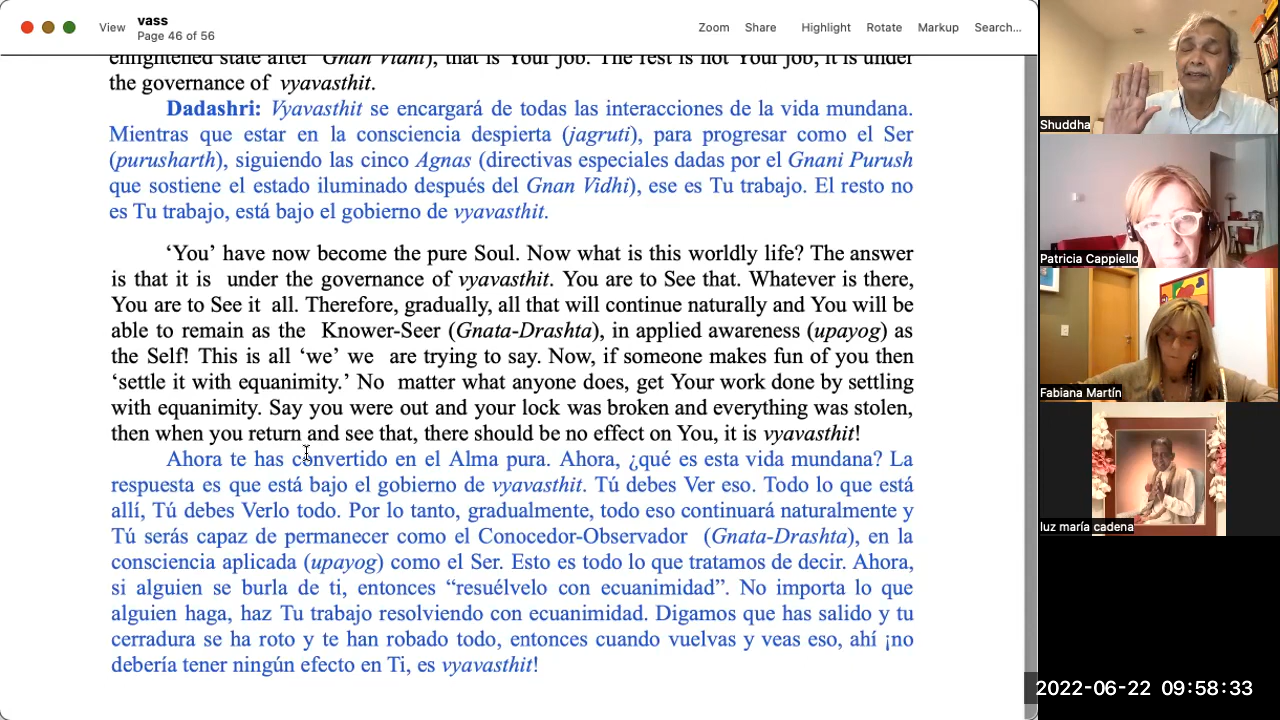 View
vass
Page 46 of 56
Zoom Share Highlight Rotate Markup Search...
enlightened state after Gnan Vidhi), that is Your job. The rest is not Your job, it is under
the governance of vyavasthit.
Dadashri: Vyavasthit se encargará de todas las interacciones de la vida mundana.
Mientras que estar en la consciencia despierta (jagruti), para progresar como el Ser
(purusharth), siguiendo las cinco Agnas (directivas especiales dadas por el Gnani Purush
que sostiene el estado iluminado después del Gnan Vidhi), ese es Tu trabajo. El resto no
es Tu trabajo, está bajo el gobierno de vyavasthit.
‘You’ have now become the pure Soul. Now what is this worldly life? The answer
is that it is under the governance of vyavasthit. You are to See that. Whatever is there,
You are to See it all. Therefore, gradually, all that will continue naturally and You will be
able to remain as the Knower-Seer (Gnata-Drashta), in applied awareness (upayog) as
the Self! This is all ‘we’ we are trying to say. Now, if someone makes fun of you then
‘settle it with equanimity.’ No matter what anyone does, get Your work done by settling
with equanimity. Say you were out and your lock was broken and everything was stolen,
then when you return and see that, there should be no effect on You, it is vyavasthit!
Ahora te has convertido en el Alma pura. Ahora, ¿qué es esta vida mundana? La
respuesta es que está bajo el gobierno de vyavasthit. Tú debes Ver eso. Todo lo que está
allí, Tú debes Verlo todo. Por lo tanto, gradualmente, todo eso continuará naturalmente y
Tú serás capaz de permanecer como el Conocedor-Observador (Gnata-Drashta), en la
consciencia aplicada (upayog) como el Ser. Esto es todo lo que tratamos de decir. Ahora,
si alguien se burla de ti, entonces “resuélvelo con ecuanimidad”. No importa lo que
alguien haga, haz Tu trabajo resolviendo con ecuanimidad. Digamos que has salido y tu
cerradura se ha roto y te han robado todo, entonces cuando vuelvas y veas eso, ahí ¡no
debería tener ningún efecto en Ti, es vyavasthit!
Shuddha
Patricia Cappiello
Fabiana Martín
luz maría cadena
2022-06-22 09:58:33